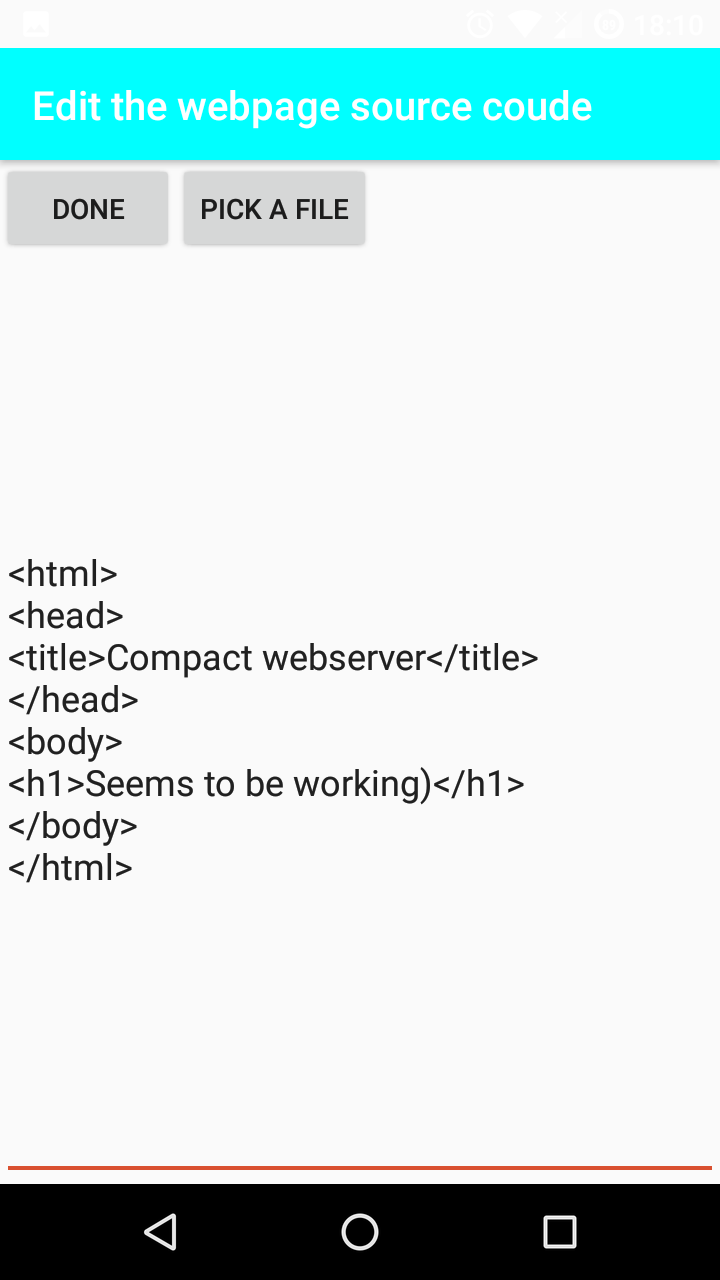 18:10
Edit the webpage source coude
DONE PICK A FILE
<html>
<head>
<title>Compact webserver</title>
</head>
<body>
<h1>Seems to be working)</h1>
</body>
</html>